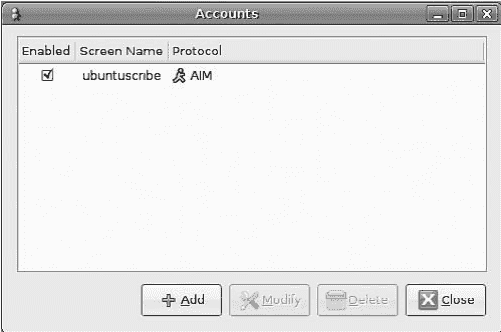 Accounts
Enabled Screen Name Protocol
ubuntuscribe AIM
Add Modify Delete Close